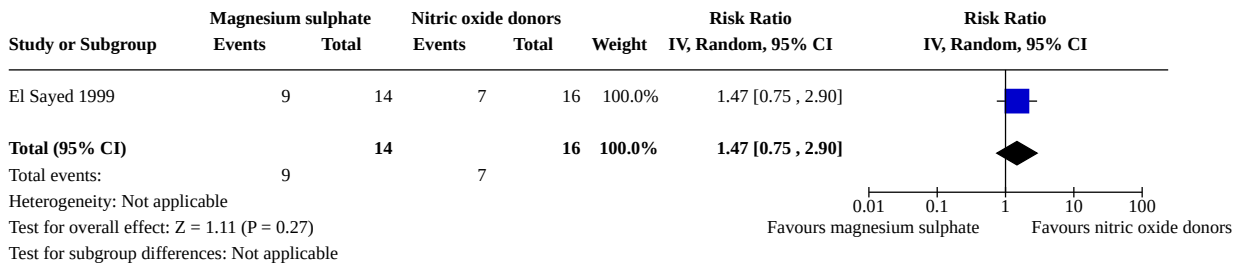 Magnesium sulphate Nitric oxide donors Risk Ratio Risk Ratio
Study or Subgroup Events Total Events Total Weight IV, Random, 95% CI IV, Random, 95% CI
El Sayed 1999 9 14 7 16 100.0% 1.47 [0.75 , 2.90]
Total (95% CI) 14 16 100.0% 1.47 [0.75 , 2.90]
Total events: 9 7
Heterogeneity: Not applicable
0.01 0.1 1 10 100
Test for overall effect: Z = 1.11 (P = 0.27) Favours magnesium sulphate Favours nitric oxide donors
Test for subgroup differences: Not applicable